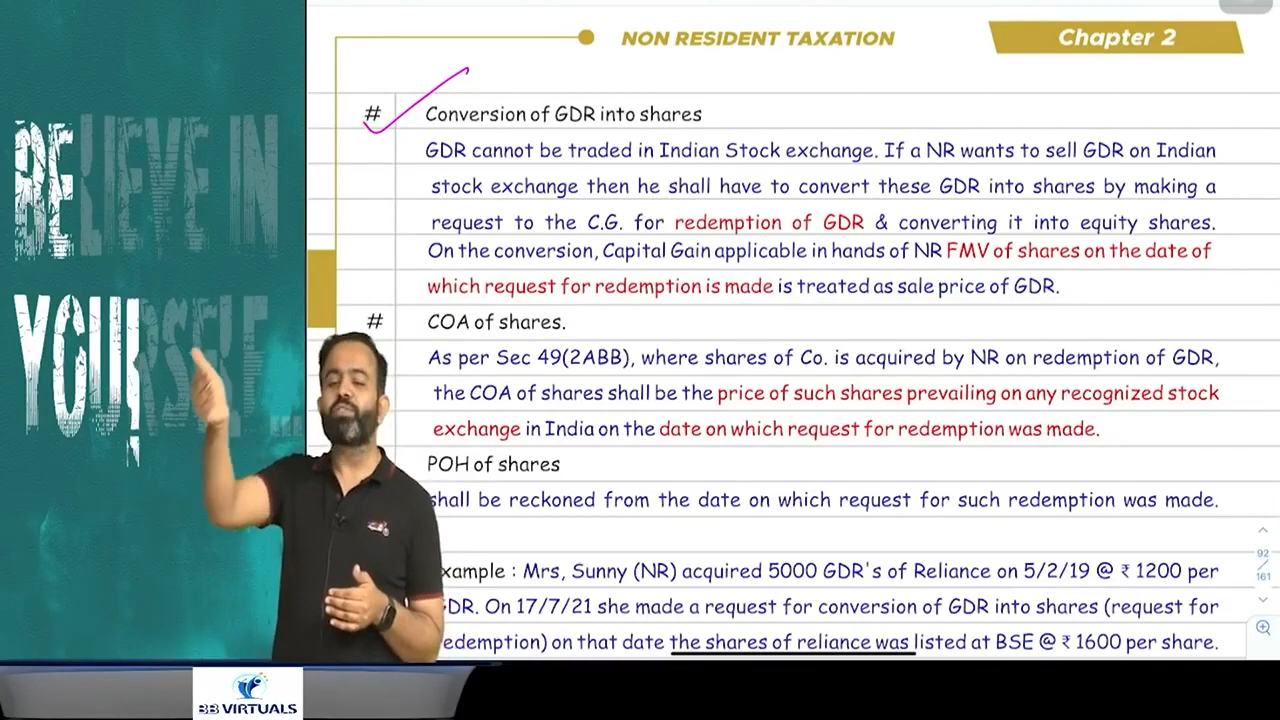 BELIEVE IN
YOURSELF...
NON RESIDENT TAXATION
Chapter 2
# Conversion of GDR into shares
GDR cannot be traded in Indian Stock exchange. If a NR wants to sell GDR on Indian
stock exchange then he shall have to convert these GDR into shares by making a
request to the C.G. for redemption of GDR & converting it into equity shares.
On the conversion, Capital Gain applicable in hands of NR FMV of shares on the date of
which request for redemption is made is treated as sale price of GDR.
# COA of shares.
As per Sec 49(2ABB), where shares of Co. is acquired by NR on redemption of GDR,
the COA of shares shall be the price of such shares prevailing on any recognized stock
exchange in India on the date on which request for redemption was made.
POH of shares
shall be reckoned from the date on which request for such redemption was made.
xample : Mrs, Sunny (NR) acquired 5000 GDR's of Reliance on 5/2/19 @ ₹ 1200 per
GDR. On 17/7/21 she made a request for conversion of GDR into shares (request for
edemption) on that date the shares of reliance was listed at BSE @ ₹ 1600 per share.
92
/
161
BB VIRTUALS